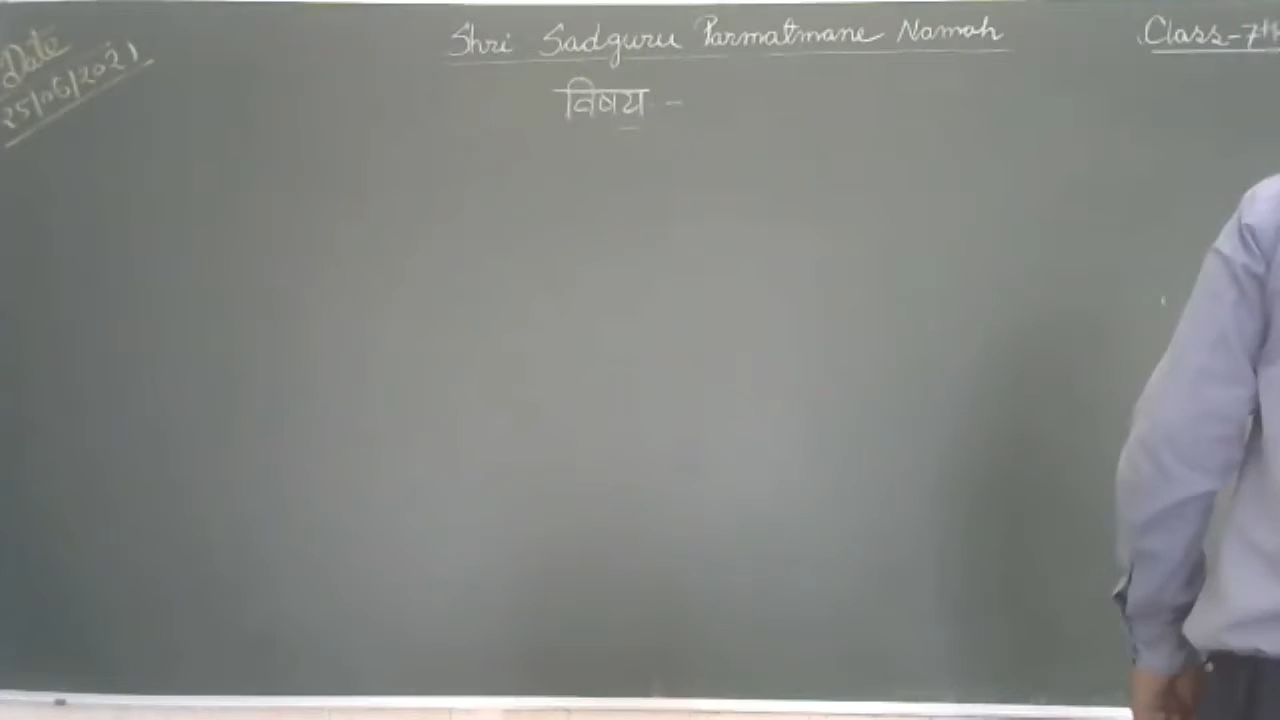 Date
25/06/2021
Shri Sadguru Parmatmane Namah
Class-7th
विषय -